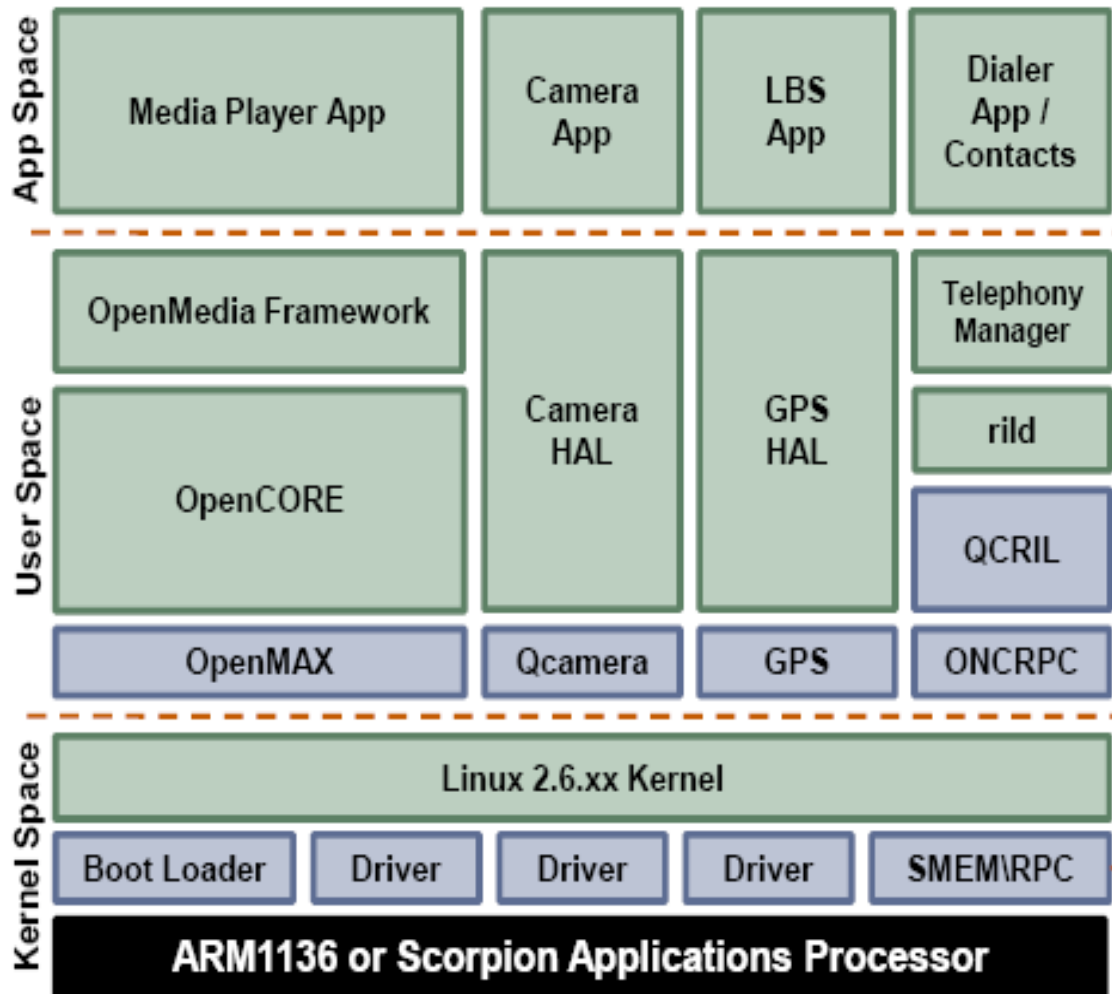 App Space
Media Player App
Camera
App
LBS
App
Dialer
App /
Contacts
User Space
OpenMedia Framework
OpenCORE
OpenMAX
Camera
HAL
Qcamera
GPS
HAL
GPS
Telephony
Manager
rild
QCRIL
ONCRPC
Kernel Space
Linux 2.6.xx Kernel
Boot Loader
Driver
Driver
Driver
SMEM\RPC
ARM1136 or Scorpion Applications Processor